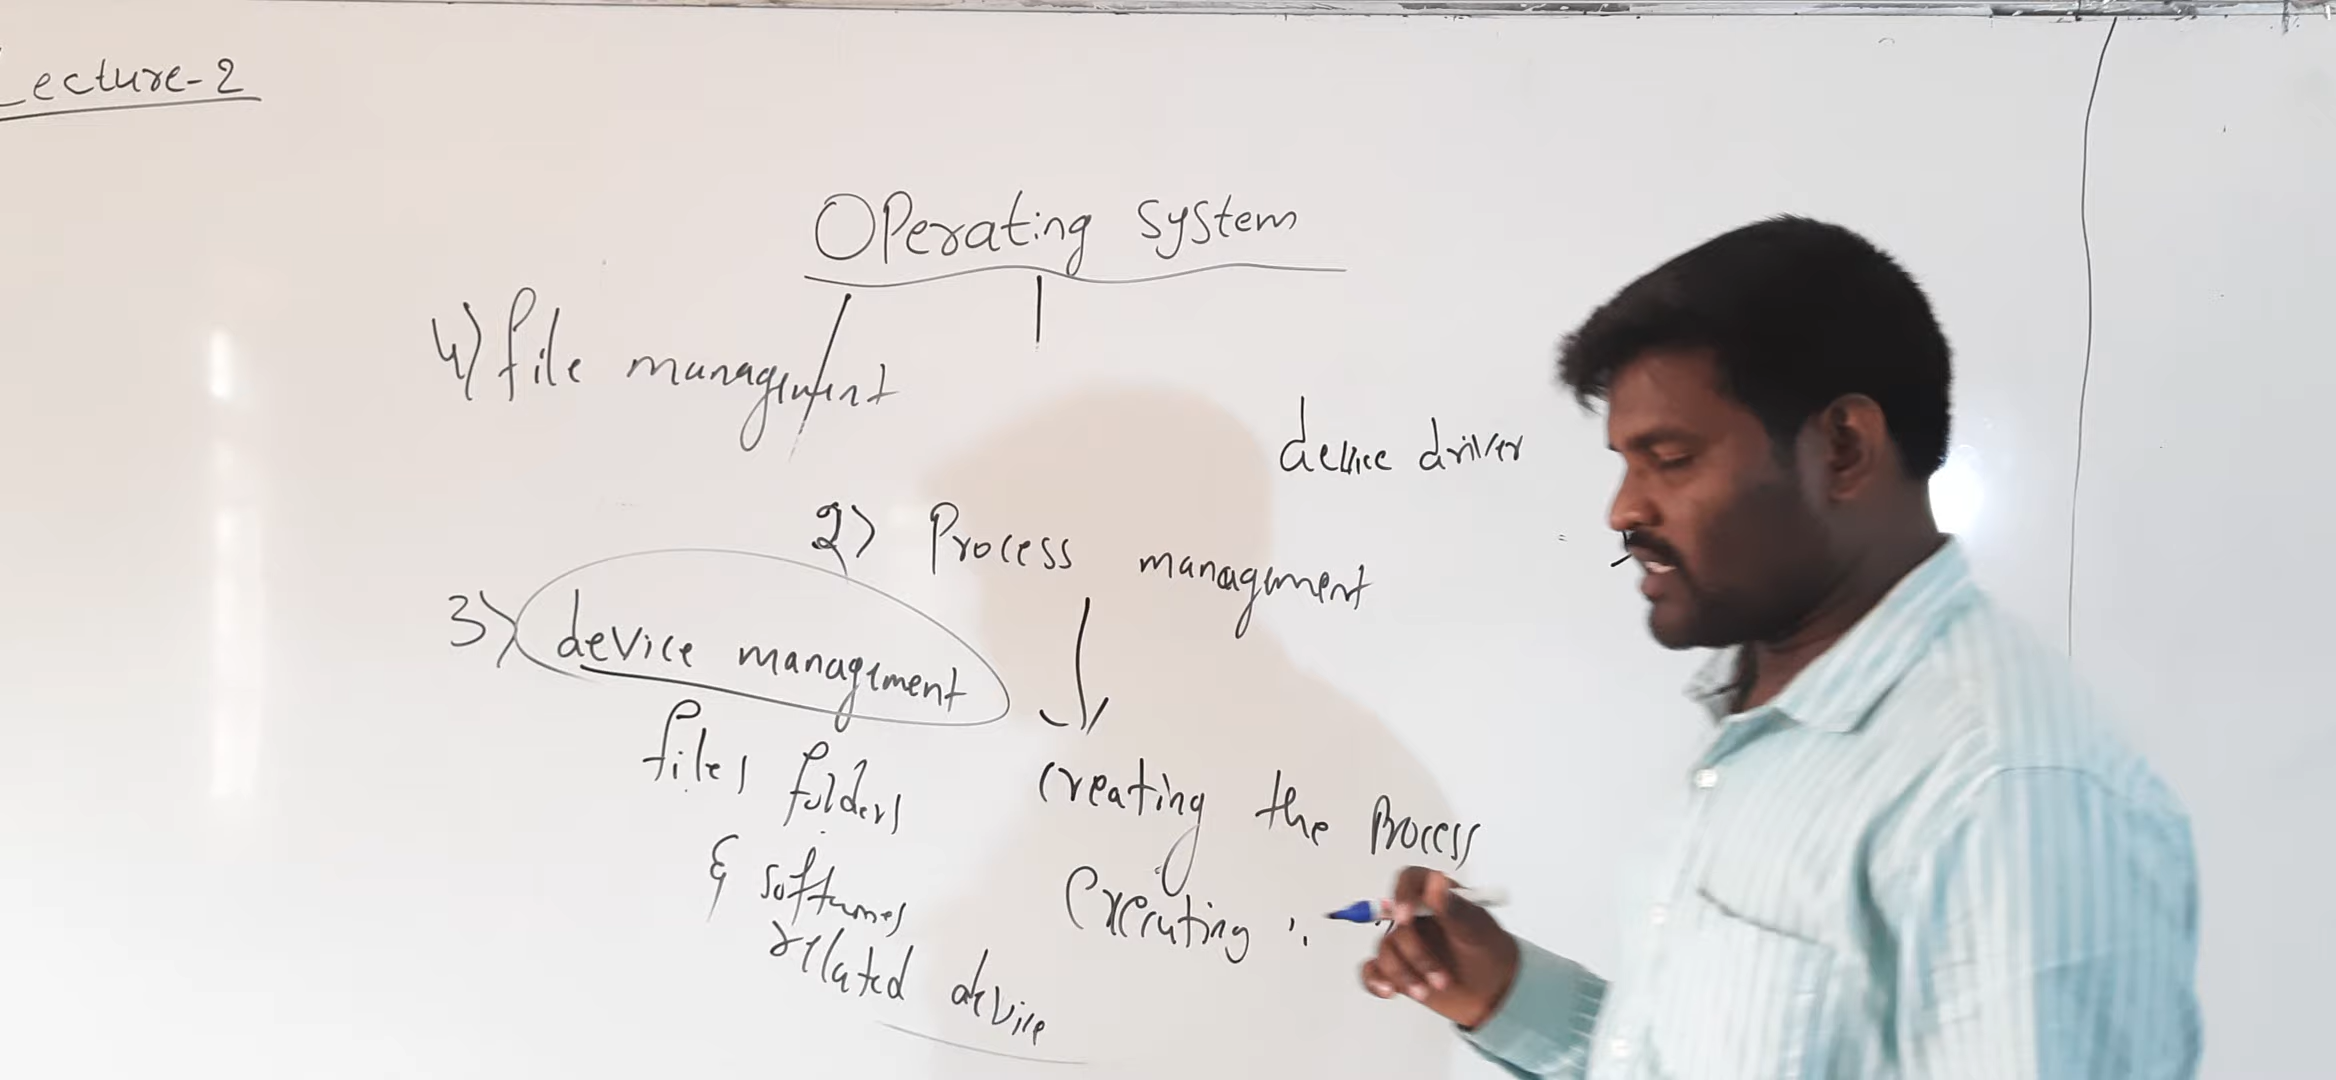 Lecture-2
Operating system
4) file management
device driver
2) Process management
3) device management
files folders
& softwares
related device
creating the process
Executing